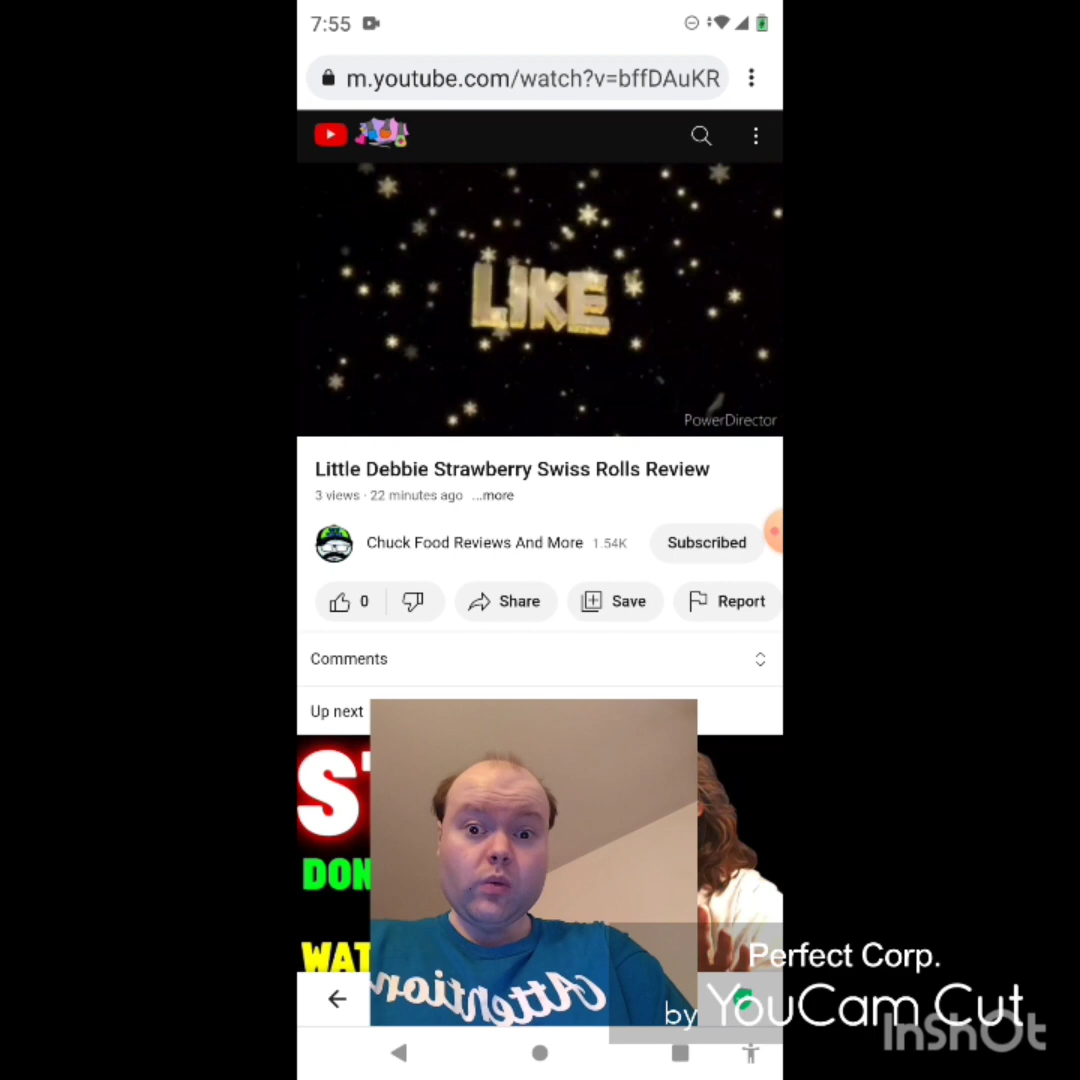 7:55
m.youtube.com/watch?v=bffDAuKR
LIKE
PowerDirector
Little Debbie Strawberry Swiss Rolls Review
3 views · 22 minutes ago ...more
Chuck Food Reviews And More 1.54K Subscribed
0 Share Save Report
Comments
Up next
DON
WAT
Attention
Perfect Corp.
by YouCam Cut
InShOt